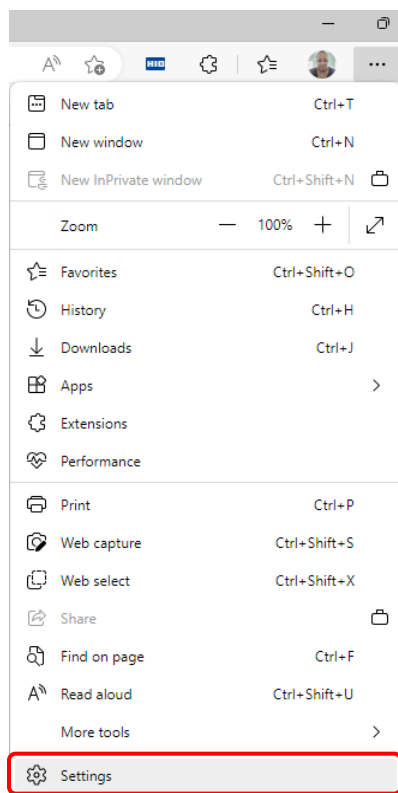 A
HID
New tab Ctrl+T
New window Ctrl+N
New InPrivate window Ctrl+Shift+N
Zoom 100%
Favorites Ctrl+Shift+O
History Ctrl+H
Downloads Ctrl+J
Apps
Extensions
Performance
Print Ctrl+P
Web capture Ctrl+Shift+S
Web select Ctrl+Shift+X
Share
Find on page Ctrl+F
A Read aloud Ctrl+Shift+U
More tools
Settings